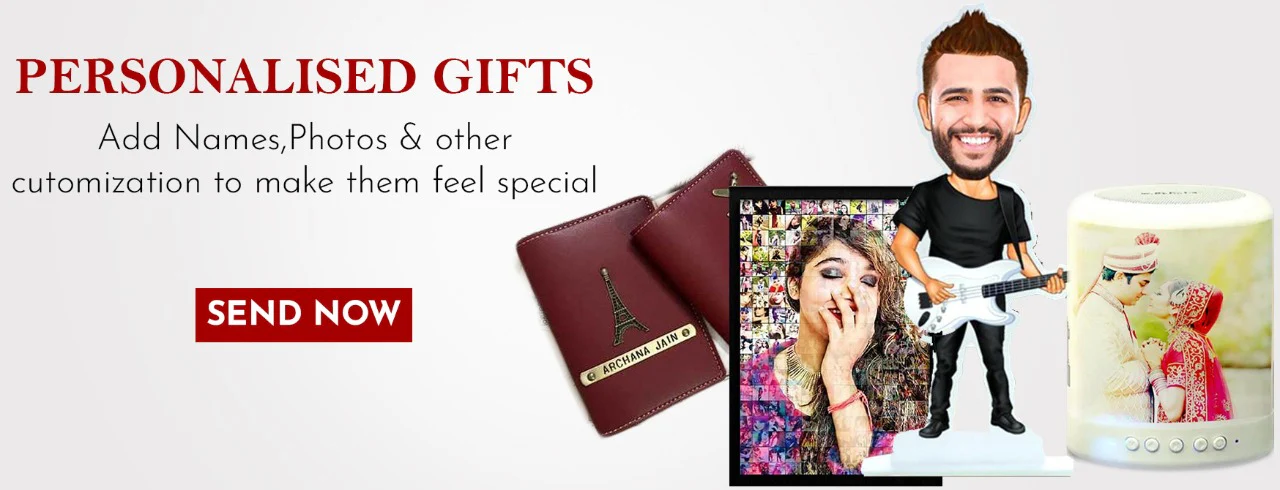 PERSONALISED GIFTS
Add Names,Photos & other
cutomization to make them feel special
SEND NOW
ARCHANA JAIN